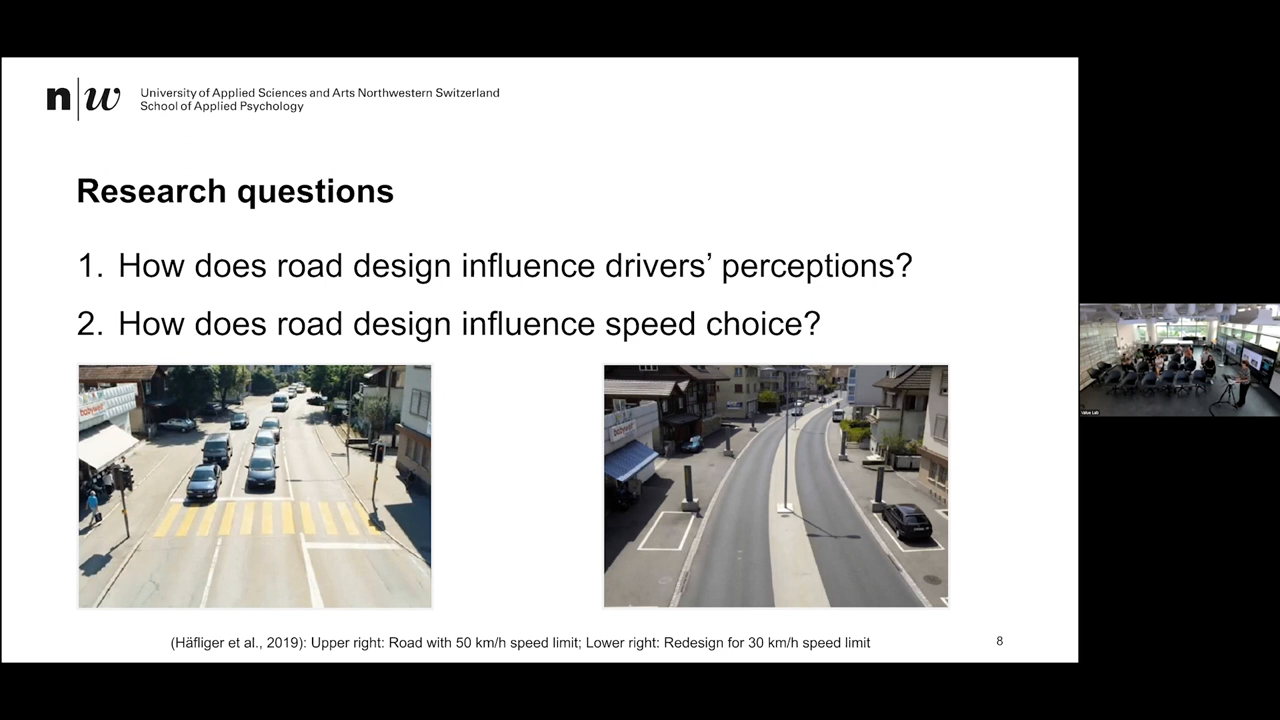 n|w
University of Applied Sciences and Arts Northwestern Switzerland
School of Applied Psychology
Research questions
1. How does road design influence drivers’ perceptions?
2. How does road design influence speed choice?
(Häfliger et al., 2019): Upper right: Road with 50 km/h speed limit; Lower right: Redesign for 30 km/h speed limit
8
Value Lab